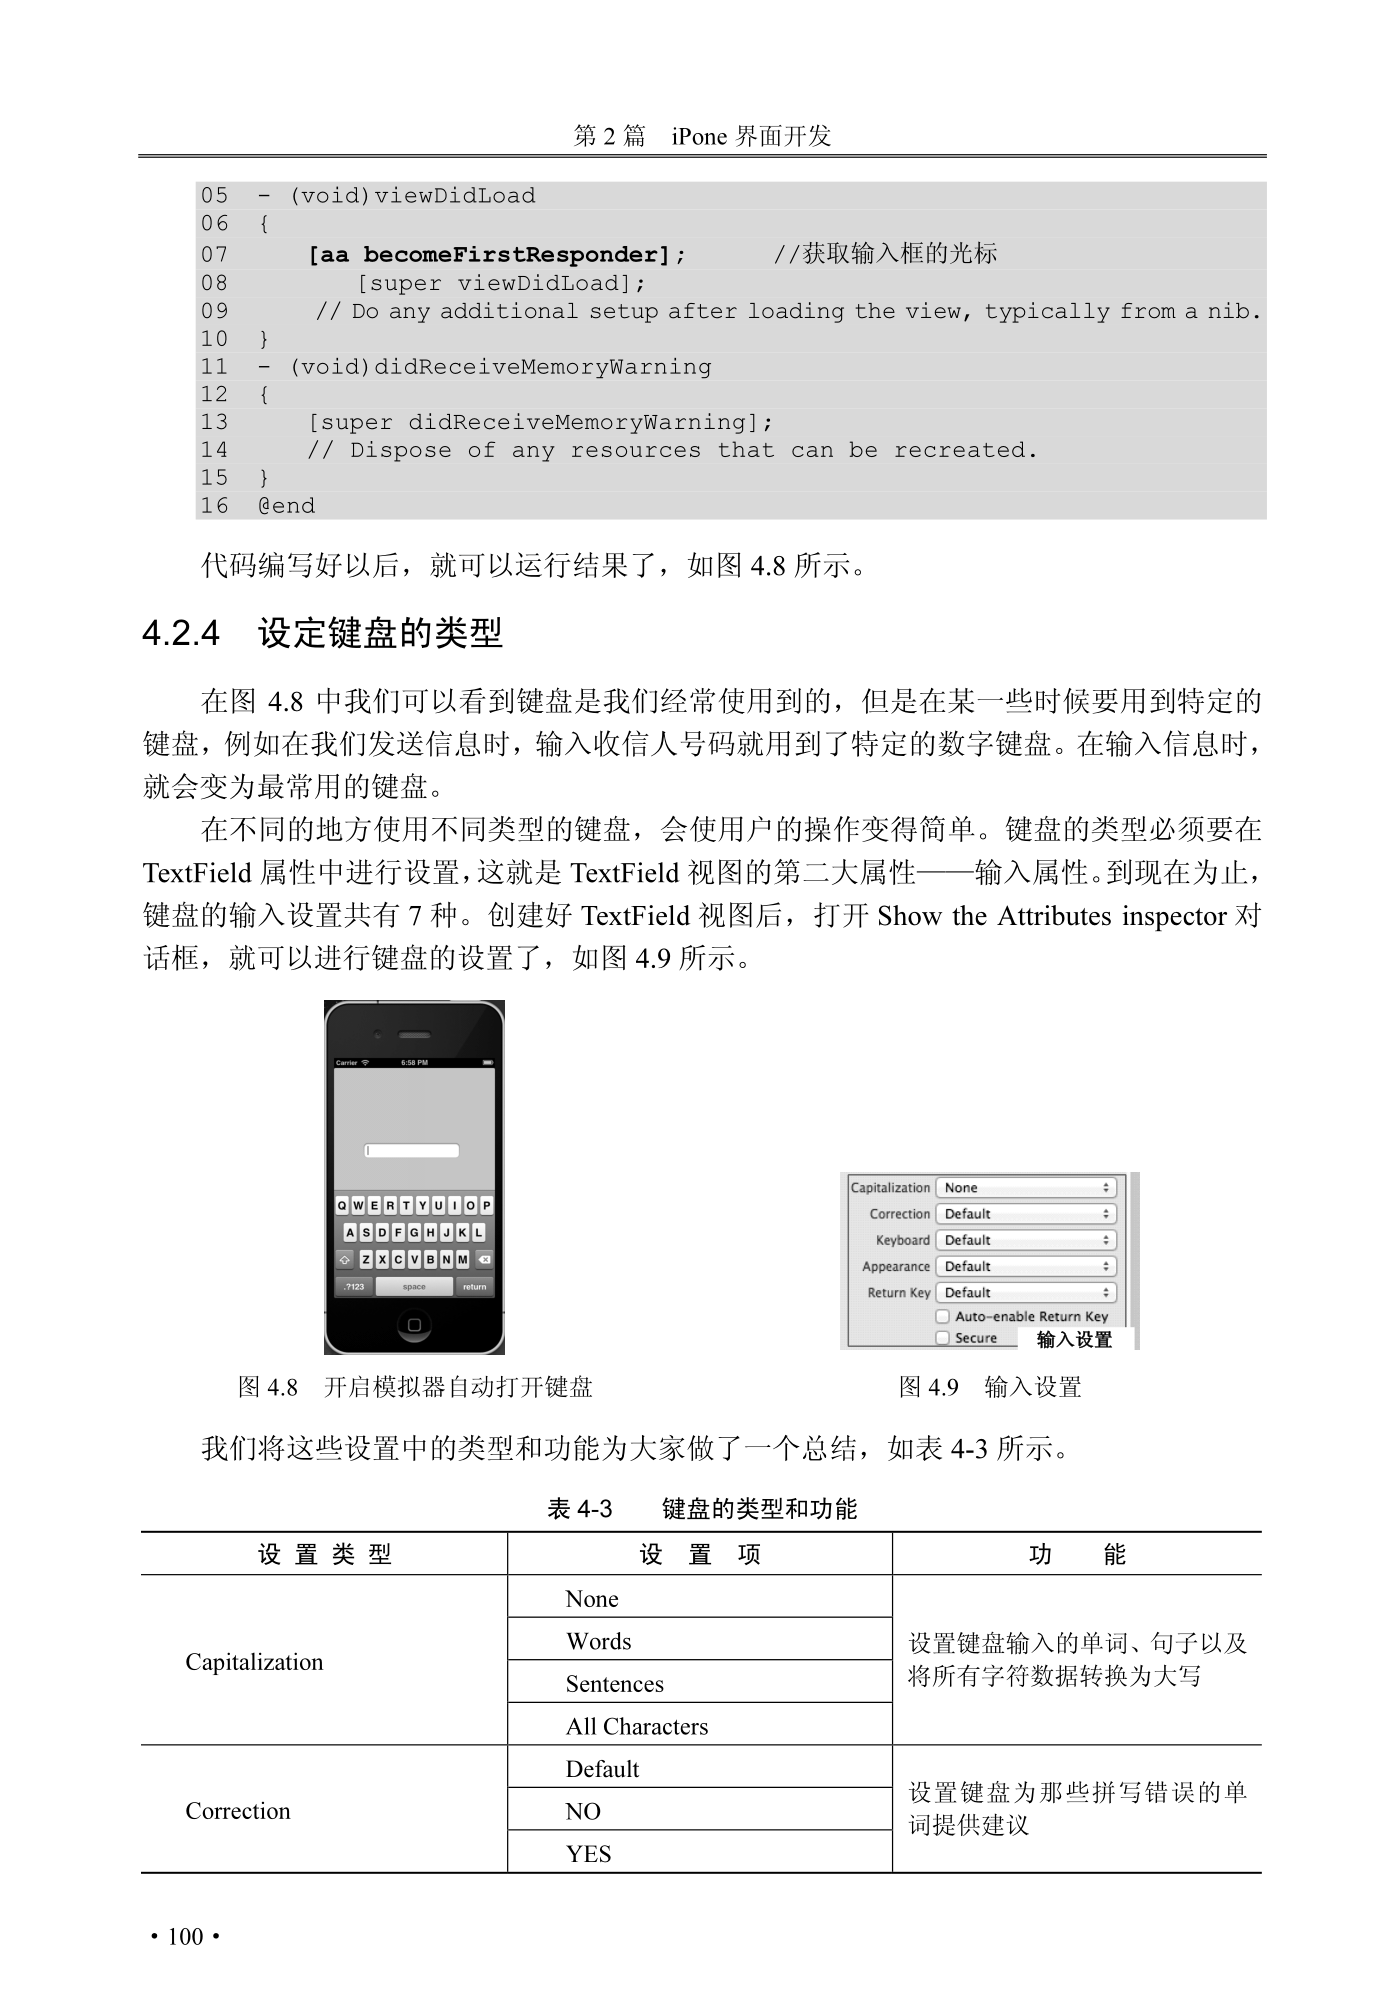 第 2 篇　iPone 界面开发
05  - (void)viewDidLoad
06  {
07      [aa becomeFirstResponder];      //获取输入框的光标
08         [super viewDidLoad];
09      // Do any additional setup after loading the view, typically from a nib.
10  }
11  - (void)didReceiveMemoryWarning
12  {
13      [super didReceiveMemoryWarning];
14      // Dispose of any resources that can be recreated.
15  }
16  @end
代码编写好以后，就可以运行结果了，如图 4.8 所示。
4.2.4　设定键盘的类型
在图 4.8 中我们可以看到键盘是我们经常使用到的，但是在某一些时候要用到特定的
键盘，例如在我们发送信息时，输入收信人号码就用到了特定的数字键盘。在输入信息时，
就会变为最常用的键盘。
在不同的地方使用不同类型的键盘，会使用户的操作变得简单。键盘的类型必须要在
TextField 属性中进行设置，这就是 TextField 视图的第二大属性——输入属性。到现在为止，
键盘的输入设置共有 7 种。创建好 TextField 视图后，打开 Show the Attributes inspector 对
话框，就可以进行键盘的设置了，如图 4.9 所示。
Carrier 6:58 PM
Q W E R T Y U I O P
A S D F G H J K L
Z X C V B N M
.?123 space return
Capitalization None
Correction Default
Keyboard Default
Appearance Default
Return Key Default
Auto-enable Return Key
Secure 输入设置
图 4.8　开启模拟器自动打开键盘
图 4.9　输入设置
我们将这些设置中的类型和功能为大家做了一个总结，如表 4-3 所示。
表 4-3　键盘的类型和功能
设 置 类 型　设 置 项　功 能
None
Words
Capitalization
设置键盘输入的单词、句子以及
将所有字符数据转换为大写
Sentences
All Characters
Default
Correction
NO
设置键盘为那些拼写错误的单
词提供建议
YES
· 100 ·